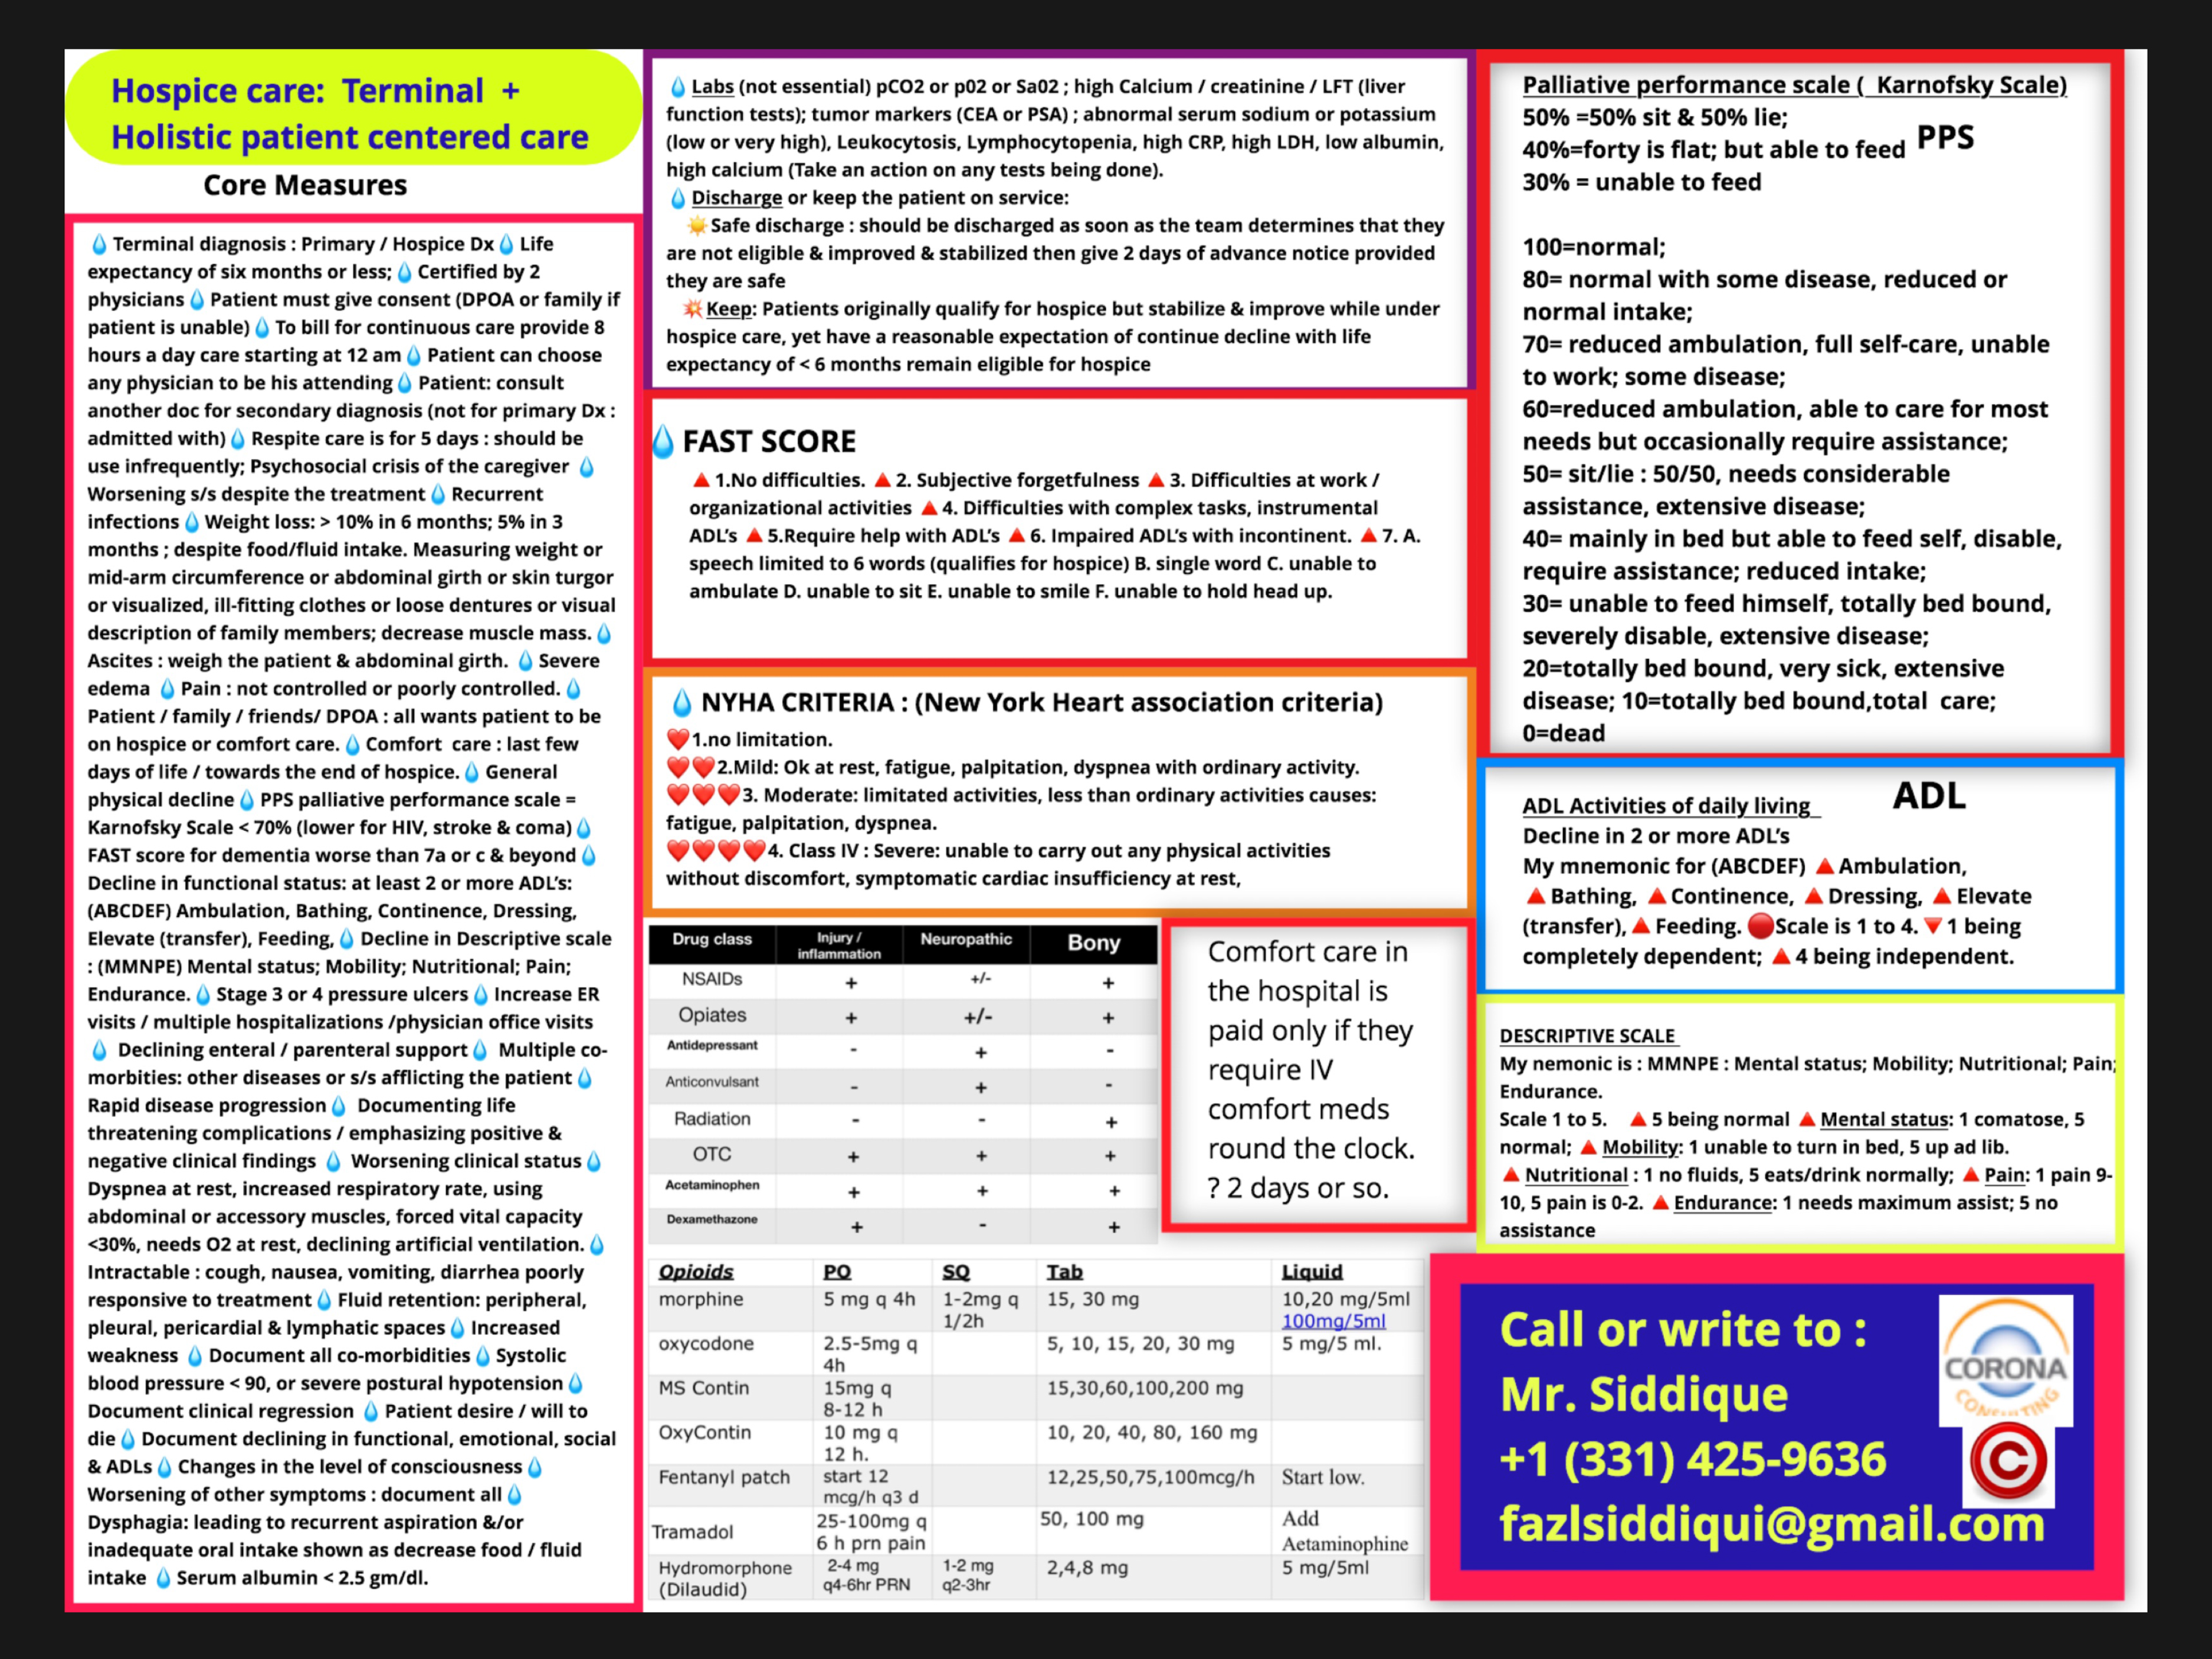 Hospice care:  Terminal  +
Holistic patient centered care
Core Measures
💧 Terminal diagnosis : Primary / Hospice Dx 💧 Life
expectancy of six months or less; 💧 Certified by 2
physicians 💧 Patient must give consent (DPOA or family if
patient is unable) 💧 To bill for continuous care provide 8
hours a day care starting at 12 am 💧 Patient can choose
any physician to be his attending 💧 Patient: consult
another doc for secondary diagnosis (not for primary Dx :
admitted with) 💧 Respite care is for 5 days : should be
use infrequently; Psychosocial crisis of the caregiver 💧
Worsening s/s despite the treatment 💧 Recurrent
infections 💧 Weight loss: > 10% in 6 months; 5% in 3
months ; despite food/fluid intake. Measuring weight or
mid-arm circumference or abdominal girth or skin turgor
or visualized, ill-fitting clothes or loose dentures or visual
description of family members; decrease muscle mass. 💧
Ascites : weigh the patient & abdominal girth. 💧 Severe
edema 💧 Pain : not controlled or poorly controlled. 💧
Patient / family / friends/ DPOA : all wants patient to be
on hospice or comfort care. 💧 Comfort  care : last few
days of life / towards the end of hospice. 💧 General
physical decline 💧 PPS palliative performance scale =
Karnofsky Scale < 70% (lower for HIV, stroke & coma) 💧
FAST score for dementia worse than 7a or c & beyond 💧
Decline in functional status: at least 2 or more ADL's:
(ABCDEF) Ambulation, Bathing, Continence, Dressing,
Elevate (transfer), Feeding, 💧 Decline in Descriptive scale
: (MMNPE) Mental status; Mobility; Nutritional; Pain;
Endurance. 💧 Stage 3 or 4 pressure ulcers 💧 Increase ER
visits / multiple hospitalizations /physician office visits
💧 Declining enteral / parenteral support 💧 Multiple co-
morbities: other diseases or s/s afflicting the patient 💧
Rapid disease progression 💧 Documenting life
threatening complications / emphasizing positive &
negative clinical findings 💧 Worsening clinical status 💧
Dyspnea at rest, increased respiratory rate, using
abdominal or accessory muscles, forced vital capacity
<30%, needs O2 at rest, declining artificial ventilation. 💧
Intractable : cough, nausea, vomiting, diarrhea poorly
responsive to treatment 💧 Fluid retention: peripheral,
pleural, pericardial & lymphatic spaces 💧 Increased
weakness 💧 Document all co-morbidities 💧 Systolic
blood pressure < 90, or severe postural hypotension 💧
Document clinical regression 💧 Patient desire / will to
die 💧 Document declining in functional, emotional, social
& ADLs 💧 Changes in the level of consciousness 💧
Worsening of other symptoms : document all 💧
Dysphagia: leading to recurrent aspiration &/or
inadequate oral intake shown as decrease food / fluid
intake 💧 Serum albumin < 2.5 gm/dl.
💧 Labs (not essential) pCO2 or p02 or Sa02 ; high Calcium / creatinine / LFT (liver
function tests); tumor markers (CEA or PSA) ; abnormal serum sodium or potassium
(low or very high), Leukocytosis, Lymphocytopenia, high CRP, high LDH, low albumin,
high calcium (Take an action on any tests being done).
💧 Discharge or keep the patient on service:
☀️ Safe discharge : should be discharged as soon as the team determines that they
are not eligible & improved & stabilized then give 2 days of advance notice provided
they are safe
💥 Keep: Patients originally qualify for hospice but stabilize & improve while under
hospice care, yet have a reasonable expectation of continue decline with life
expectancy of < 6 months remain eligible for hospice
💧 FAST SCORE
🔺 1.No difficulties. 🔺 2. Subjective forgetfulness 🔺 3. Difficulties at work /
organizational activities 🔺 4. Difficulties with complex tasks, instrumental
ADL's 🔺 5.Require help with ADL's 🔺 6. Impaired ADL's with incontinent. 🔺 7. A.
speech limited to 6 words (qualifies for hospice) B. single word C. unable to
ambulate D. unable to sit E. unable to smile F. unable to hold head up.
💧 NYHA CRITERIA : (New York Heart association criteria)
❤️1.no limitation.
❤️❤️2.Mild: Ok at rest, fatigue, palpitation, dyspnea with ordinary activity.
❤️❤️❤️3. Moderate: limitated activities, less than ordinary activities causes:
fatigue, palpitation, dyspnea.
❤️❤️❤️❤️4. Class IV : Severe: unable to carry out any physical activities
without discomfort, symptomatic cardiac insufficiency at rest,
Drug class Injury / inflammation Neuropathic Bony
NSAIDs + +/- +
Opiates + +/- +
Antidepressant - + -
Anticonvulsant - + -
Radiation - - +
OTC + + +
Acetaminophen + + +
Dexamethazone + - +
Comfort care in
the hospital is
paid only if they
require IV
comfort meds
round the clock.
? 2 days or so.
Opioids PO SQ Tab Liquid
morphine 5 mg q 4h 1-2mg q 15, 30 mg 10,20 mg/5ml
1/2h 100mg/5ml
oxycodone 2.5-5mg q 5, 10, 15, 20, 30 mg 5 mg/5 ml.
4h
MS Contin 15mg q 15,30,60,100,200 mg
8-12 h
OxyContin 10 mg q 10, 20, 40, 80, 160 mg
12 h.
Fentanyl patch start 12 12,25,50,75,100mcg/h Start low.
mcg/h q3 d
Tramadol 25-100mg q 50, 100 mg Add
6 h prn pain Aetaminophine
Hydromorphone 2-4 mg 1-2 mg 2,4,8 mg 5 mg/5ml
(Dilaudid) q4-6hr PRN q2-3hr
Palliative performance scale (  Karnofsky Scale)
50% =50% sit & 50% lie;
PPS
40%=forty is flat; but able to feed
30% = unable to feed
100=normal;
80= normal with some disease, reduced or
normal intake;
70= reduced ambulation, full self-care, unable
to work; some disease;
60=reduced ambulation, able to care for most
needs but occasionally require assistance;
50= sit/lie : 50/50, needs considerable
assistance, extensive disease;
40= mainly in bed but able to feed self, disable,
require assistance; reduced intake;
30= unable to feed himself, totally bed bound,
severely disable, extensive disease;
20=totally bed bound, very sick, extensive
disease; 10=totally bed bound,total  care;
0=dead
ADL Activities of daily living
ADL
Decline in 2 or more ADL's
My mnemonic for (ABCDEF) 🔺 Ambulation,
🔺 Bathing, 🔺 Continence, 🔺 Dressing, 🔺 Elevate
(transfer), 🔺 Feeding. 🔴Scale is 1 to 4. 🔻 1 being
completely dependent; 🔺 4 being independent.
DESCRIPTIVE SCALE
My nemonic is : MMNPE : Mental status; Mobility; Nutritional; Pain;
Endurance.
Scale 1 to 5. 🔺 5 being normal 🔺 Mental status: 1 comatose, 5
normal; 🔺 Mobility: 1 unable to turn in bed, 5 up ad lib.
🔺 Nutritional : 1 no fluids, 5 eats/drink normally; 🔺 Pain: 1 pain 9-
10, 5 pain is 0-2. 🔺 Endurance: 1 needs maximum assist; 5 no
assistance
Call or write to :
Mr. Siddique
+1 (331) 425-9636
fazlsiddiqui@gmail.com
CORONA
CONSULTING
©